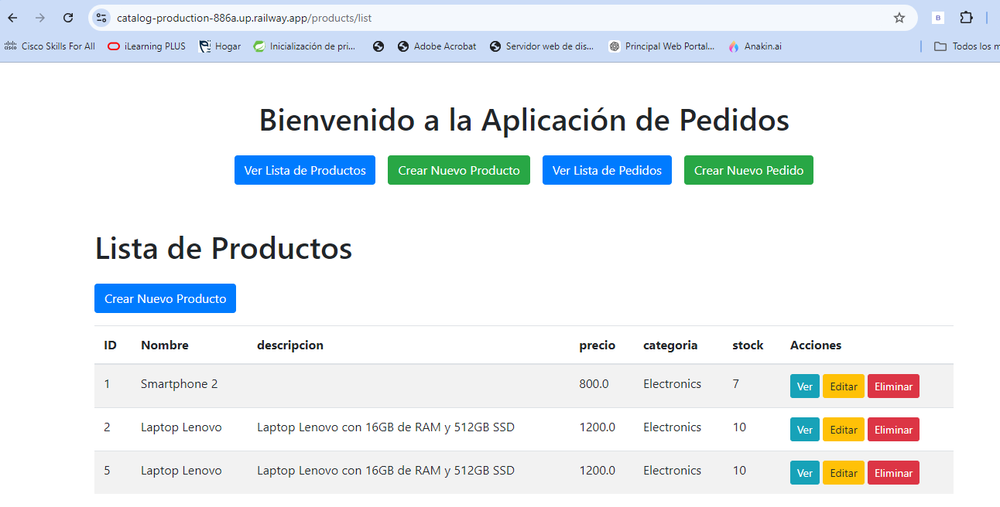 catalog-production-886a.up.railway.app/products/list
B
cisco Cisco Skills For All iLearning PLUS Hogar Inicialización de pri... Adobe Acrobat Servidor web de dis... Principal Web Portal... Anakin.ai Todos los m
Bienvenido a la Aplicación de Pedidos
Ver Lista de Productos Crear Nuevo Producto Ver Lista de Pedidos Crear Nuevo Pedido
Lista de Productos
Crear Nuevo Producto
ID Nombre descripcion precio categoria stock Acciones
1 Smartphone 2 800.0 Electronics 7 Ver Editar Eliminar
2 Laptop Lenovo Laptop Lenovo con 16GB de RAM y 512GB SSD 1200.0 Electronics 10 Ver Editar Eliminar
5 Laptop Lenovo Laptop Lenovo con 16GB de RAM y 512GB SSD 1200.0 Electronics 10 Ver Editar Eliminar